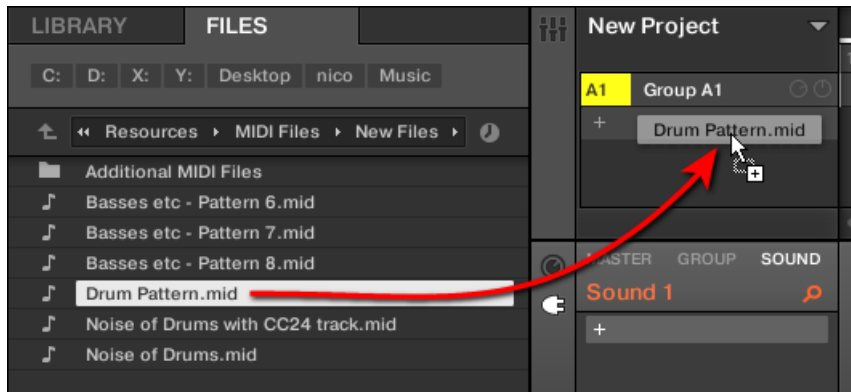 LIBRARY FILES
C: D: X: Y: Desktop nico Music
Resources MIDI Files New Files
Additional MIDI Files
Basses etc - Pattern 6.mid
Basses etc - Pattern 7.mid
Basses etc - Pattern 8.mid
Drum Pattern.mid
Noise of Drums with CC24 track.mid
Noise of Drums.mid
New Project
A1 Group A1
+ Drum Pattern.mid
MASTER GROUP SOUND
Sound 1
+